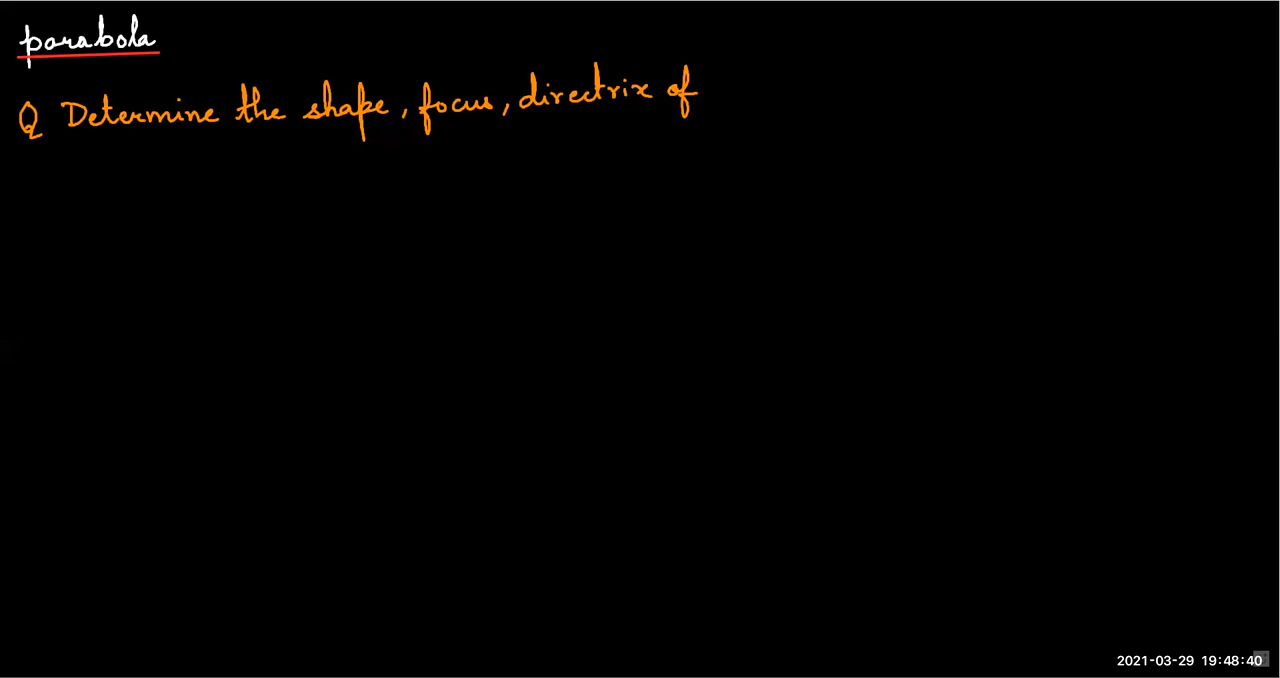 parabola
Q Determine the shape, focus, directrix of
2021-03-29 19:48:40